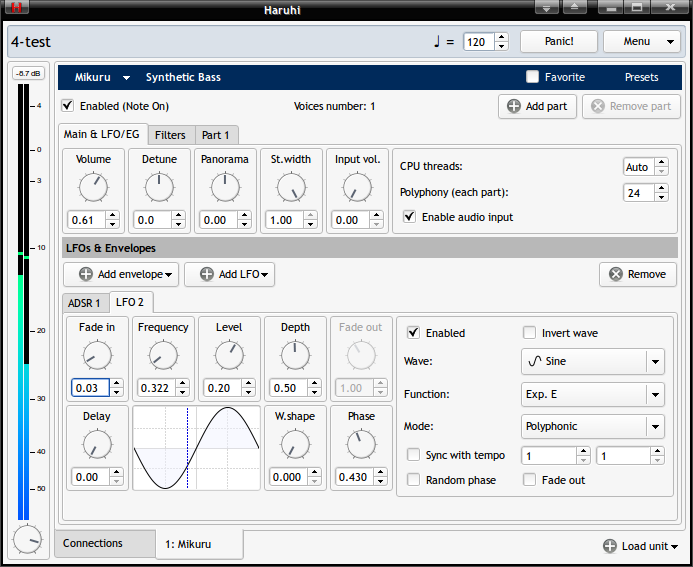 Haruhi
4-test
♩ = 120 Panic! Menu
-6.7 dB
4
0
3
10
20
30
40
50
Mikuru Synthetic Bass Favorite Presets
Enabled (Note On) Voices number: 1 Add part Remove part
Main & LFO/EG Filters Part 1
Volume Detune Panorama St.width Input vol.
0.61 0.0 0.00 1.00 0.00
CPU threads: Auto
Polyphony (each part): 24
Enable audio input
LFOs & Envelopes
Add envelope Add LFO Remove
ADSR 1 LFO 2
Fade in Frequency Level Depth Fade out
0.03 0.322 0.20 0.50 1.00
Delay W.shape Phase
0.00 0.000 0.430
Enabled Invert wave
Wave: Sine
Function: Exp. E
Mode: Polyphonic
Sync with tempo 1 1
Random phase Fade out
Connections 1: Mikuru Load unit